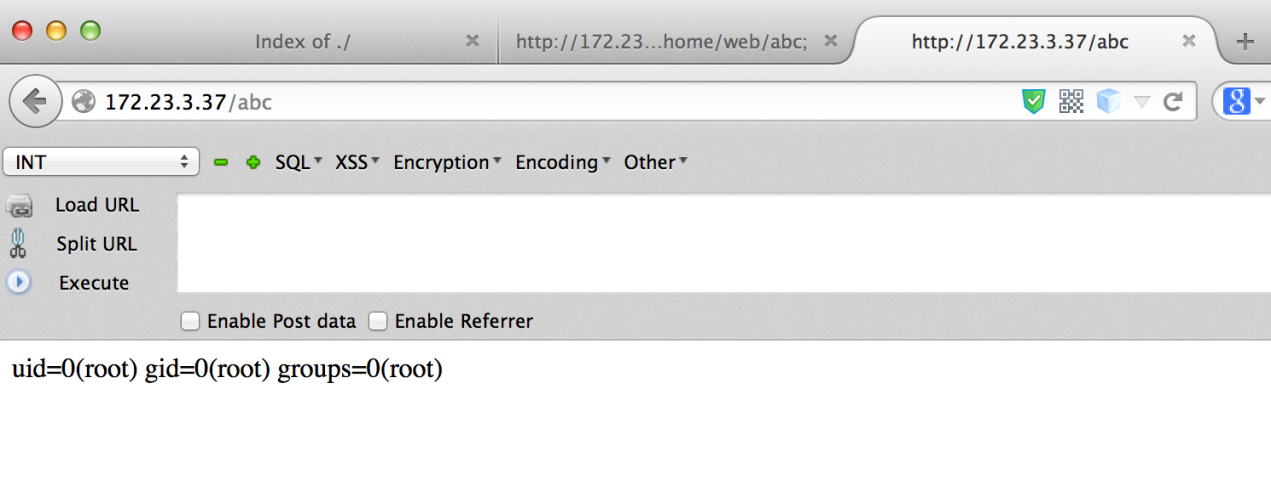 Index of ./
http://172.23...home/web/abc;
http://172.23.3.37/abc
172.23.3.37/abc
8
INT
SQL XSS Encryption Encoding Other
Load URL
Split URL
Execute
Enable Post data Enable Referrer
uid=0(root) gid=0(root) groups=0(root)